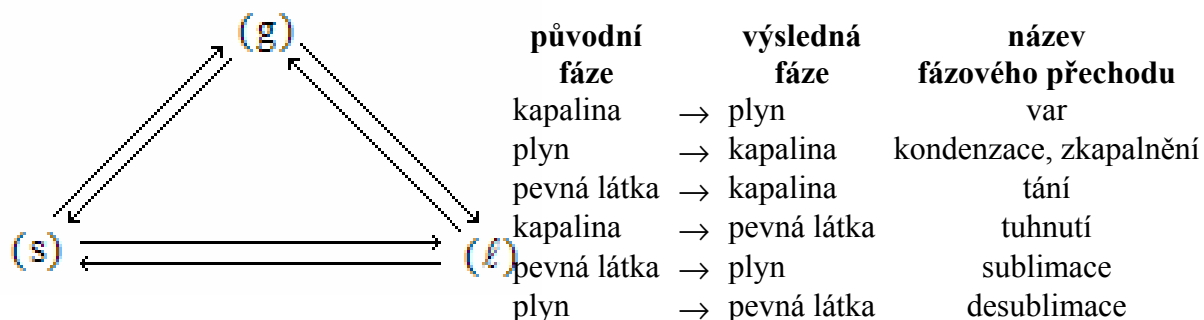 (g)
(s)
(ℓ)
původní výsledná název
fáze fáze fázového přechodu
kapalina → plyn var
plyn → kapalina kondenzace, zkapalnění
pevná látka → kapalina tání
kapalina → pevná látka tuhnutí
pevná látka → plyn sublimace
plyn → pevná látka desublimace